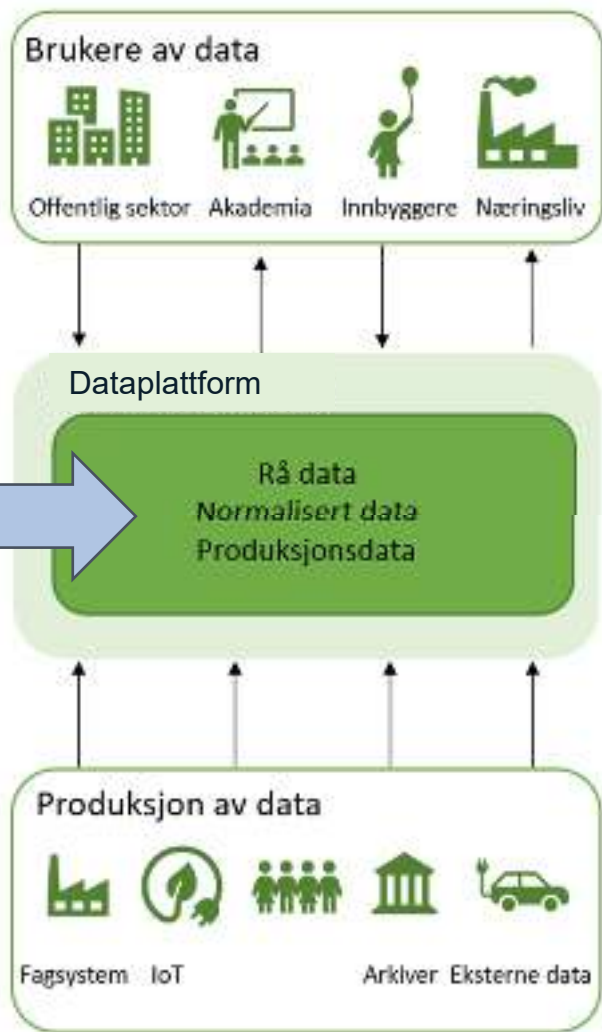 Brukere av data
Offentlig sektor Akademia Innbyggere Næringsliv
Dataplattform
Rå data
Normalisert data
Produksjonsdata
Produksjon av data
Fagsystem IoT Arkiver Eksterne data